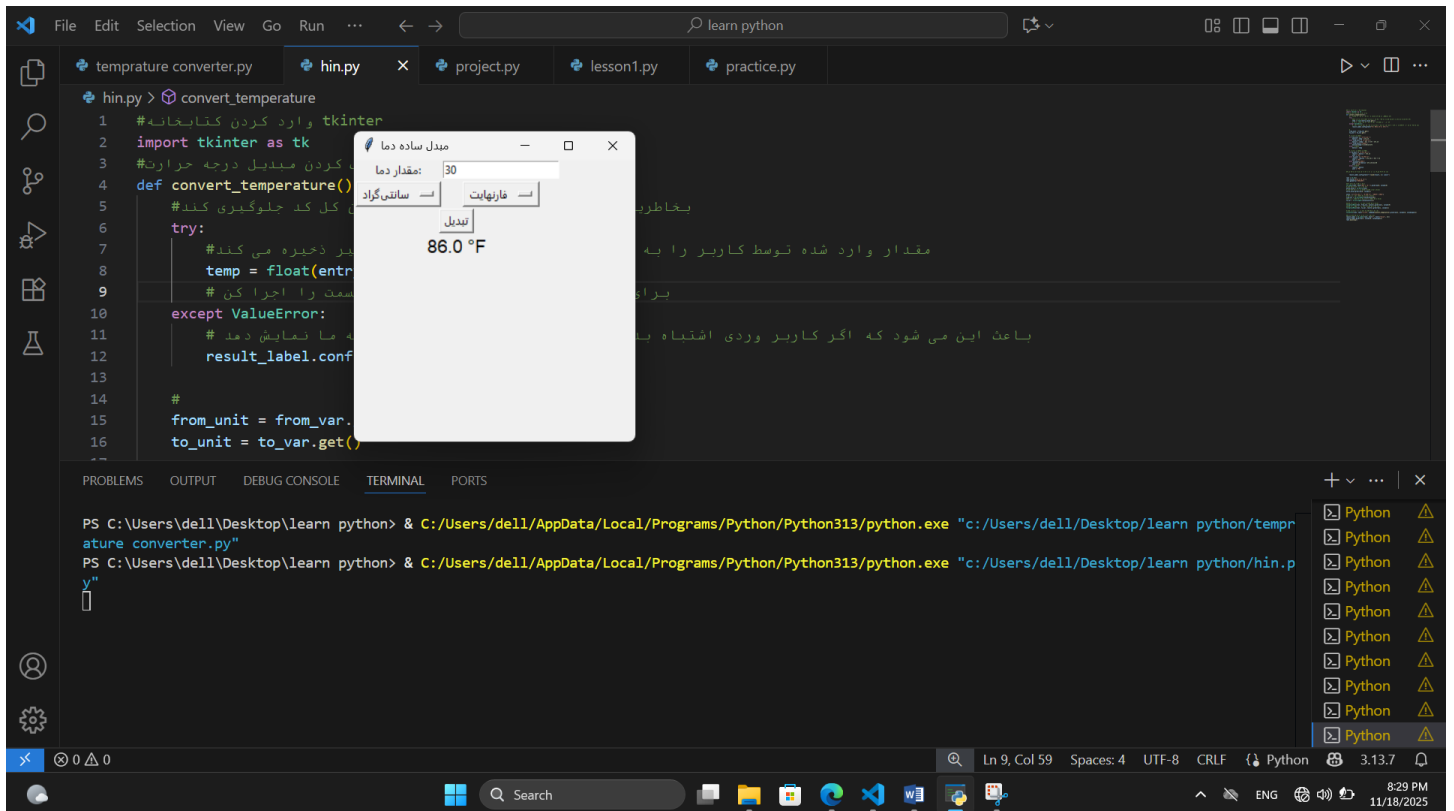 File Edit Selection View Go Run ··· learn python
temprature converter.py hin.py project.py lesson1.py practice.py
hin.py > convert_temperature
1 #وارد کردن کتابخانه tkinter
2 import tkinter as tk
3 # کردن مبدیل درجه حرارت
4 def convert_temperature()
5 #بخاطری کل کد جلوگیری کند
6 try:
7 #مقدار وارد شده توسط کاربر را به ذخیره می کند
8 temp = float(entr
9 # برای قسمت را اجرا کن
10 except ValueError:
11 # باعث این می شود که اگر کاربر وردی اشتباه ما نمایش دهد
12 result_label.conf
13
14 #
15 from_unit = from_var.
16 to_unit = to_var.get()
مبدل ساده دما
مقدار دما: 30
سانتی‌گراد فارنهایت
تبدیل
86.0 °F
PROBLEMS OUTPUT DEBUG CONSOLE TERMINAL PORTS
PS C:\Users\dell\Desktop\learn python> & C:/Users/dell/AppData/Local/Programs/Python/Python313/python.exe "c:/Users/dell/Desktop/learn python/tempr
ature converter.py"
PS C:\Users\dell\Desktop\learn python> & C:/Users/dell/AppData/Local/Programs/Python/Python313/python.exe "c:/Users/dell/Desktop/learn python/hin.p
y"
Python
Python
Python
Python
Python
Python
Python
Python
Python
Python
0 0 Ln 9, Col 59 Spaces: 4 UTF-8 CRLF Python 3.13.7
Search ENG 8:29 PM
11/18/2025